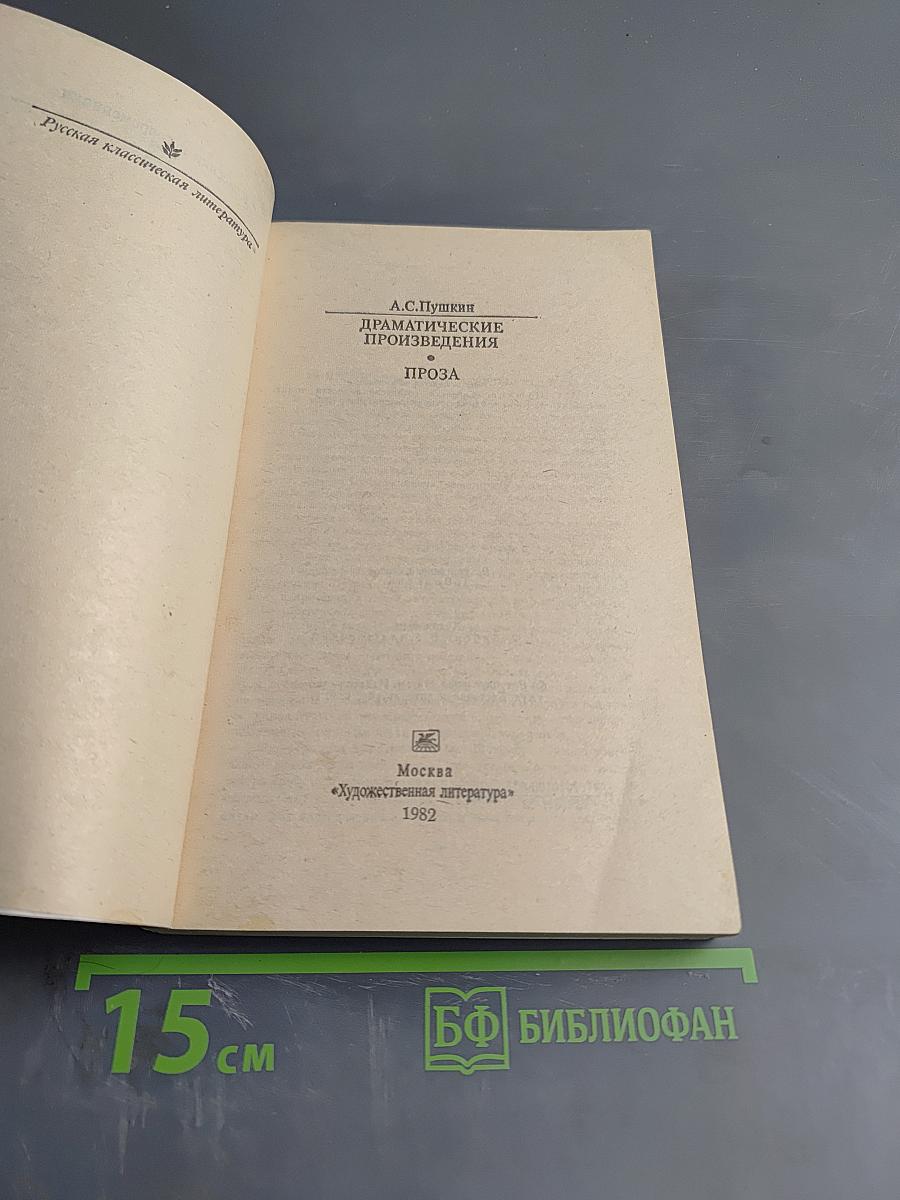 Русская классическая литература
А.С.Пушкин
ДРАМАТИЧЕСКИЕ
ПРОИЗВЕДЕНИЯ
•
ПРОЗА
Москва
«Художественная литература»
1982
15 см
БФ БИБЛИОФАН